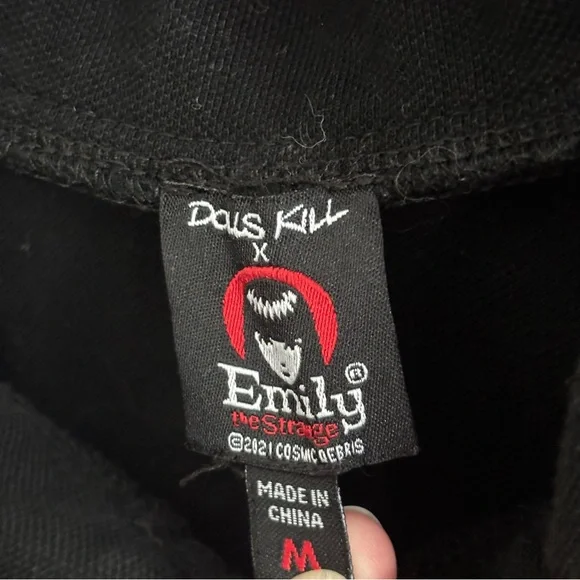 DOLLS KILL
X
Emily®
the Strange
©2021 COSMIC DEBRIS
MADE IN
CHINA
M